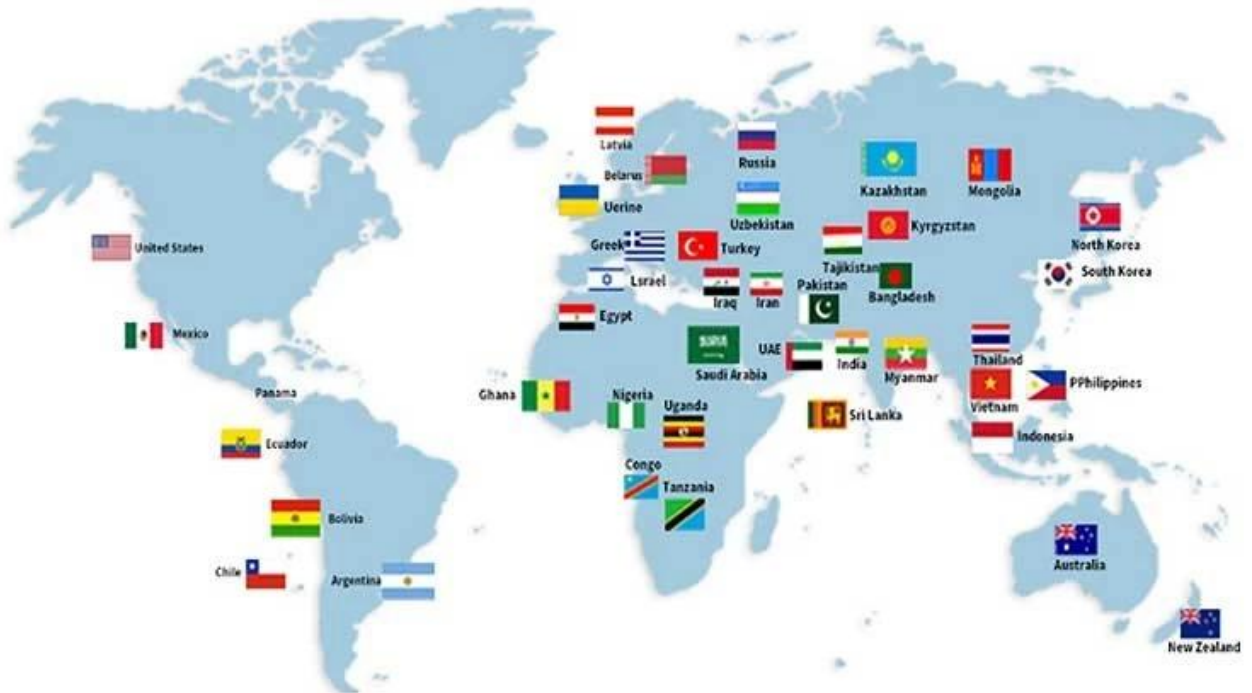 Latvia
Russia
Belarus
Kazakhstan
Mongolia
Uerine
Uzbekistan
Kyrgyzstan
North Korea
United States
Greek
Turkey
Tajikistan
South Korea
Lsrael
Iraq
Iran
Pakistan
Bangladesh
Egypt
Mexico
Saudi Arabia
UAE
India
Myanmar
Thailand
Panama
Ghana
Nigeria
Uganda
Sri Lanka
Vietnam
PPhilippines
Ecuador
Indonesia
Congo
Tanzania
Bolivia
Chile
Argentina
Australia
New Zealand